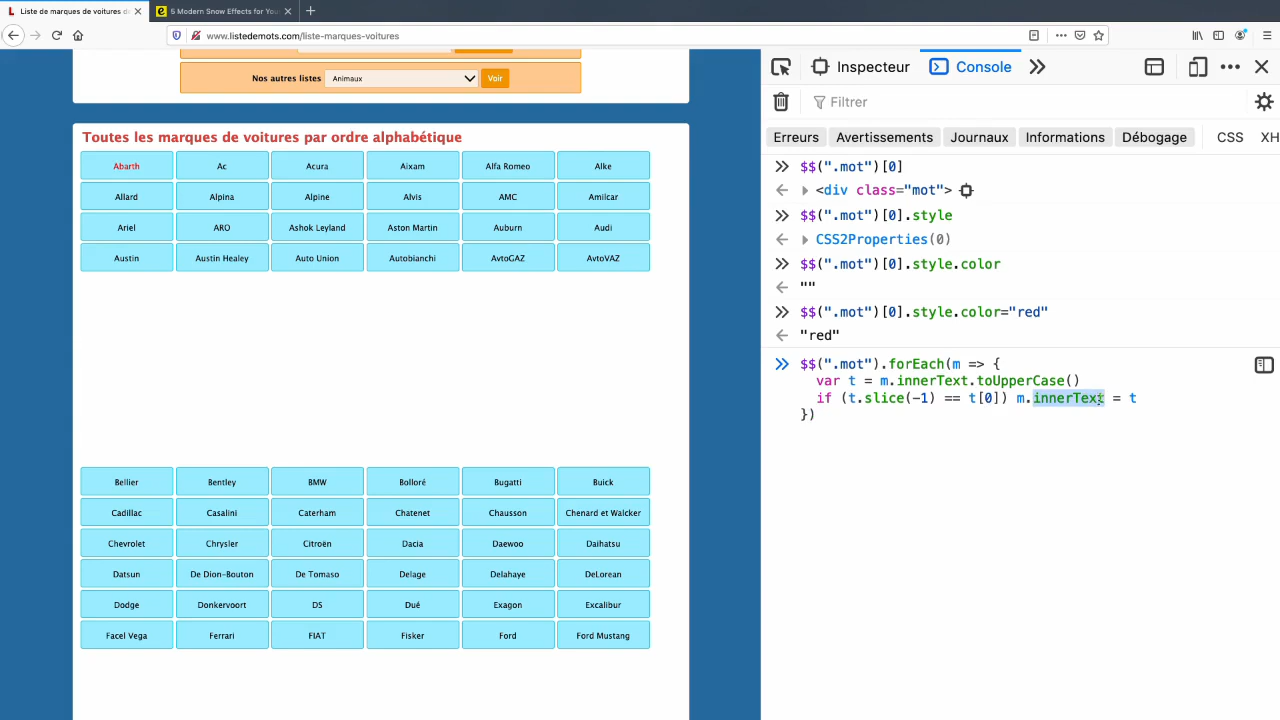 Liste de marques de voitures de
5 Modern Snow Effects for You
www.listedemots.com/liste-marques-voitures
Nos autres listes Animaux Voir
Toutes les marques de voitures par ordre alphabétique
Abarth Ac Acura Aixam Alfa Romeo Alke
Allard Alpina Alpine Alvis AMC Amilcar
Ariel ARO Ashok Leyland Aston Martin Auburn Audi
Austin Austin Healey Auto Union Autobianchi AvtoGAZ AvtoVAZ
Bellier Bentley BMW Bolloré Bugatti Buick
Cadillac Casalini Caterham Chatenet Chausson Chenard et Walcker
Chevrolet Chrysler Citroën Dacia Daewoo Daihatsu
Datsun De Dion-Bouton De Tomaso Delage Delahaye DeLorean
Dodge Donkervoort DS Dué Exagon Excalibur
Facel Vega Ferrari FIAT Fisker Ford Ford Mustang
Inspecteur Console
Filtrer
Erreurs Avertissements Journaux Informations Débogage CSS XH
$$(".mot")[0]
<div class="mot">
$$(".mot")[0].style
CSS2Properties(0)
$$(".mot")[0].style.color
""
$$(".mot")[0].style.color="red"
"red"
$$(".mot").forEach(m => {
var t = m.innerText.toUpperCase()
if (t.slice(-1) == t[0]) m.innerText = t
})